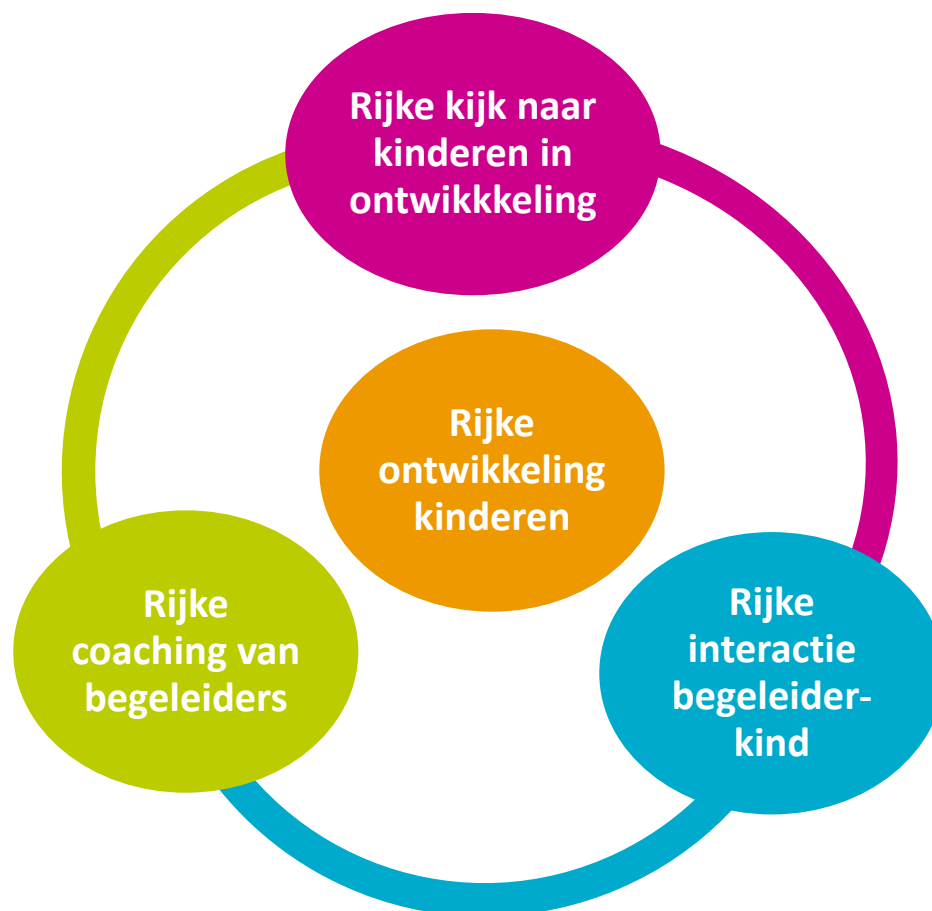 Rijke kijk naar
kinderen in
ontwikkkeling
Rijke
ontwikkeling
kinderen
Rijke
coaching van
begeleiders
Rijke
interactie
begeleider-
kind